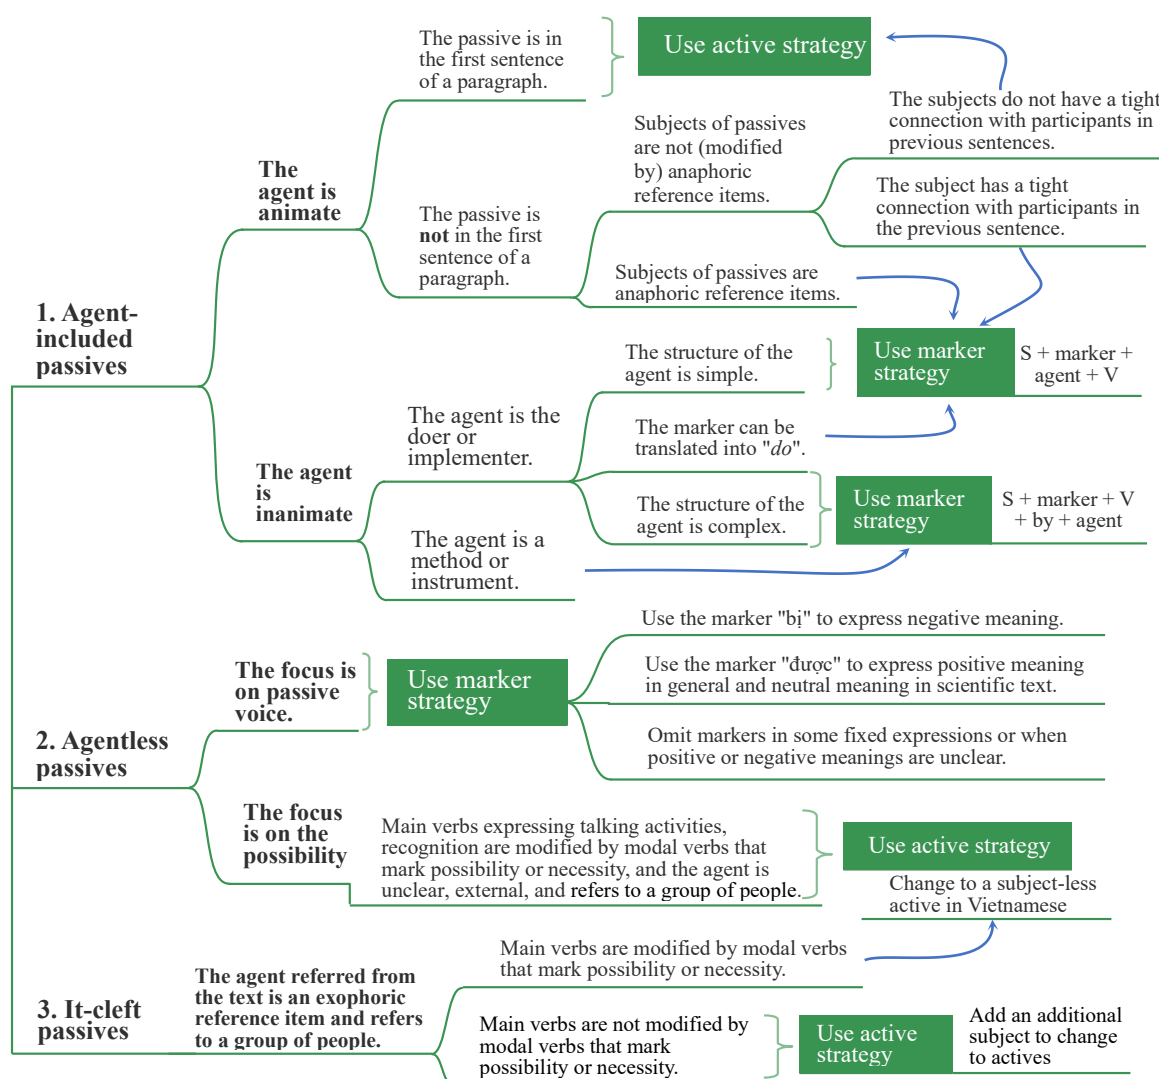 The passive is in
the first sentence
of a paragraph.
Use active strategy
The subjects do not have a tight
connection with participants in
previous sentences.
Subjects of passives
are not (modified
by) anaphoric
reference items.
The
agent is
animate
The subject has a tight
connection with participants in
the previous sentence.
The passive is
not in the first
sentence of a
paragraph.
Subjects of passives are
anaphoric reference items.
1. Agent-
included
passives
Use marker
strategy
S + marker +
agent + V
The structure of the
agent is simple.
The agent is the
doer or
implementer.
The marker can be
translated into "do".
The agent
is
inanimate
Use marker
strategy
S + marker + V
+ by + agent
The structure of the
agent is complex.
The agent is a
method or
instrument.
Use the marker "bị" to express negative meaning.
The focus is
on passive
voice.
Use marker
strategy
Use the marker "được" to express positive meaning
in general and neutral meaning in scientific text.
2. Agentless
passives
Omit markers in some fixed expressions or when
positive or negative meanings are unclear.
The focus
is on the
possibility
Main verbs expressing talking activities,
recognition are modified by modal verbs that
mark possibility or necessity, and the agent is
unclear, external, and refers to a group of people.
Use active strategy
Change to a subject-less
active in Vietnamese
Main verbs are modified by modal verbs
that mark possibility or necessity.
3. It-cleft
passives
The agent referred from
the text is an exophoric
reference item and refers
to a group of people.
Main verbs are not modified by
modal verbs that mark
possibility or necessity.
Use active
strategy
Add an additional
subject to change
to actives